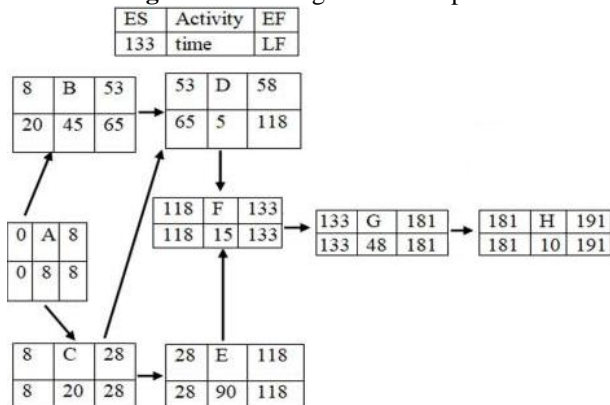 ES Activity EF
133 time LF
8 B 53
20 45 65
53 D 58
65 5 118
118 F 133
118 15 133
133 G 181
133 48 181
181 H 191
181 10 191
0 A 8
0 8 8
8 C 28
8 20 28
28 E 118
28 90 118